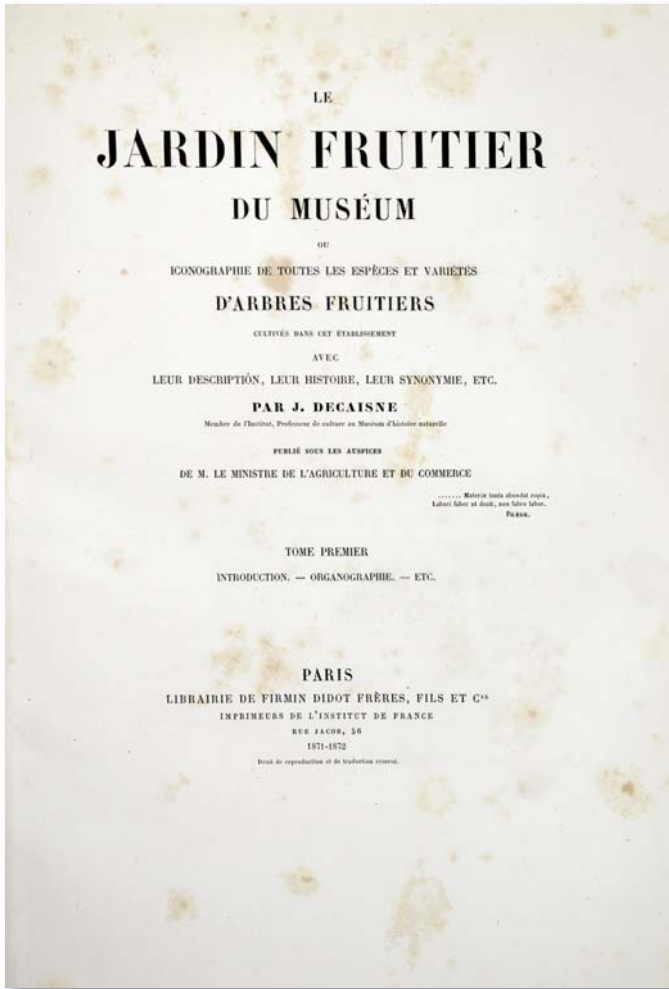 LE
JARDIN FRUITIER
DU MUSÉUM
OU
ICONOGRAPHIE DE TOUTES LES ESPÈCES ET VARIÉTÉS
D'ARBRES FRUITIERS
CULTIVÉS DANS CET ÉTABLISSEMENT
AVEC
LEUR DESCRIPTION, LEUR HISTOIRE, LEUR SYNONYMIE, ETC.
PAR J. DECAISNE
Membre de l'Institut, Professeur de culture au Muséum d'histoire naturelle
PUBLIÉ SOUS LES AUSPICES
DE M. LE MINISTRE DE L'AGRICULTURE ET DU COMMERCE
....... Materiæ tanta abundat copia,
Labori faber ut desit, non fabro labor.
TOME PREMIER
INTRODUCTION. — ORGANOGRAPHIE. — ETC.
PARIS
LIBRAIRIE DE FIRMIN DIDOT FRÈRES, FILS ET Cie
IMPRIMEURS DE L'INSTITUT DE FRANCE
RUE JACOB, 56
1871-1872
Droit de reproduction et de traduction réservé.